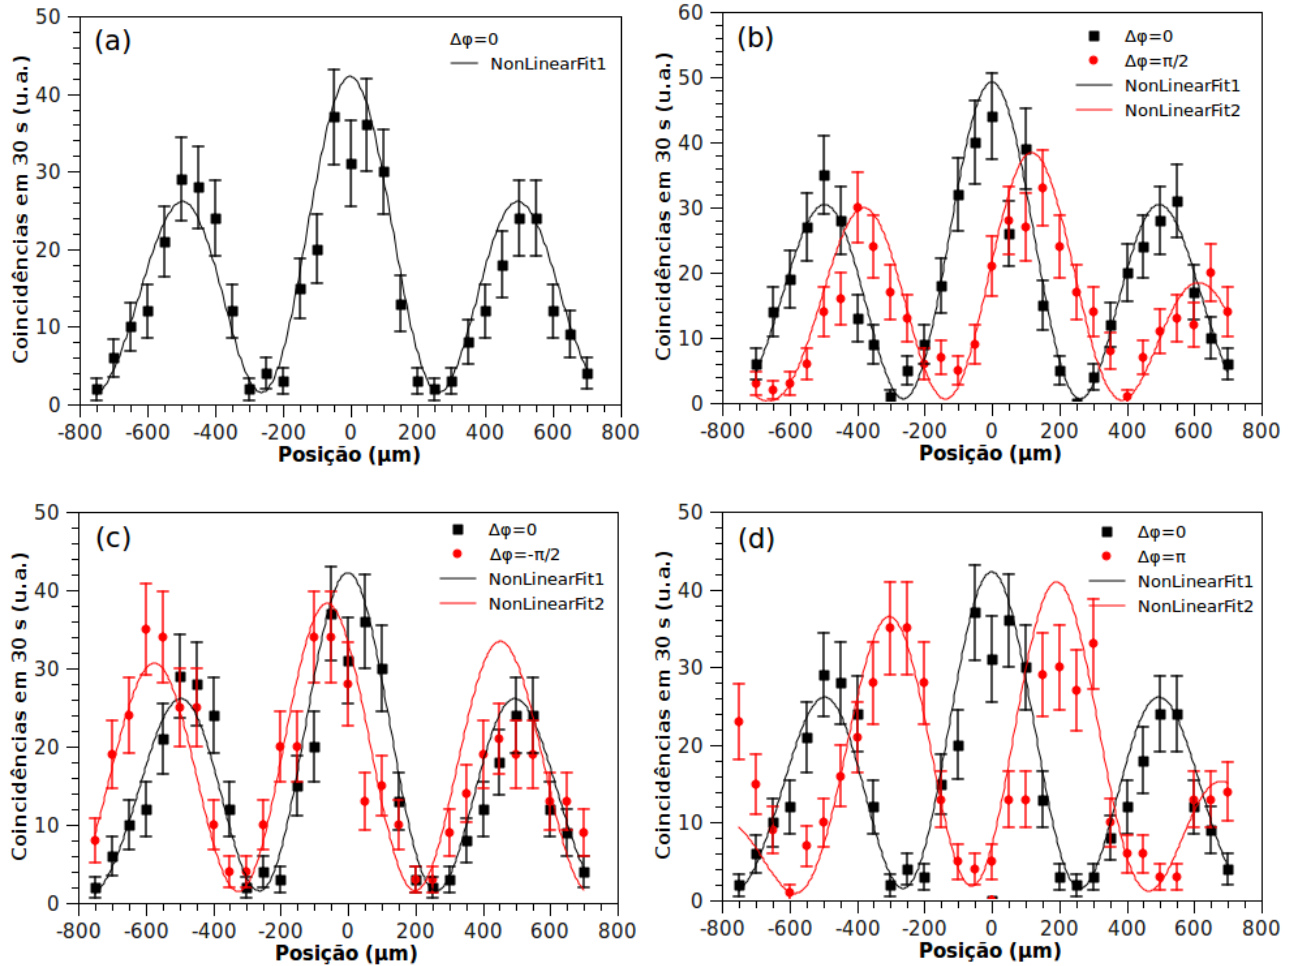 (a)
Δφ=0
NonLinearFit1
50
40
30
20
10
0
Coincidências em 30 s (u.a.)
-800 -600 -400 -200 0 200 400 600 800
Posição (μm)
(b)
Δφ=0
Δφ=π/2
NonLinearFit1
NonLinearFit2
60
50
40
30
20
10
0
Coincidências em 30 s (u.a.)
-800 -600 -400 -200 0 200 400 600 800
Posição (μm)
(c)
Δφ=0
Δφ=-π/2
NonLinearFit1
NonLinearFit2
50
40
30
20
10
0
Coincidências em 30 s (u.a.)
-800 -600 -400 -200 0 200 400 600 800
Posição (μm)
(d)
Δφ=0
Δφ=π
NonLinearFit1
NonLinearFit2
50
40
30
20
10
0
Coincidências em 30 s (u.a.)
-800 -600 -400 -200 0 200 400 600 800
Posição (μm)